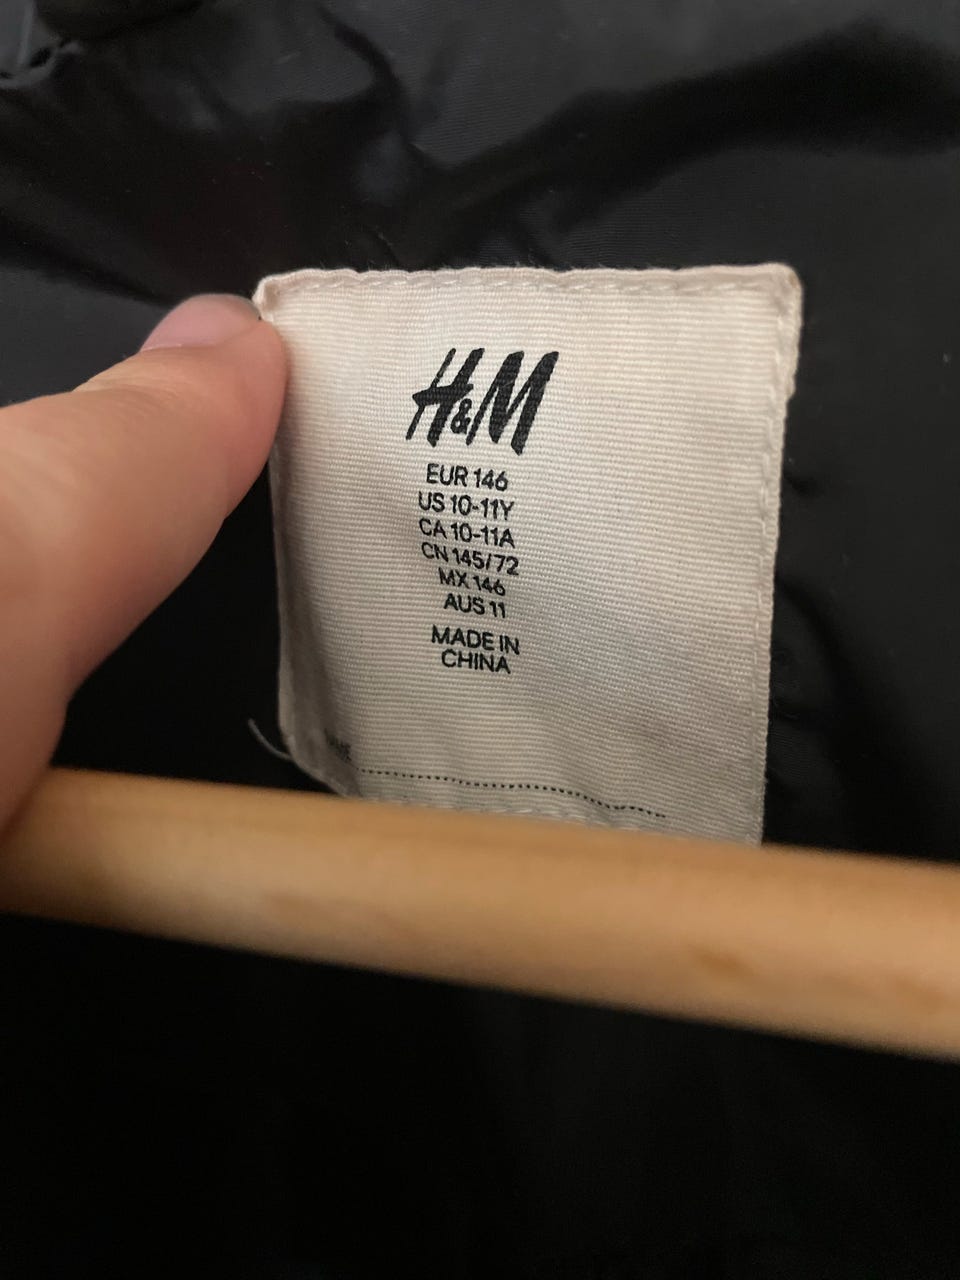 H&M
EUR 146
US 10-11Y
CA 10-11A
CN 145/72
MX 146
AUS 11
MADE IN
CHINA